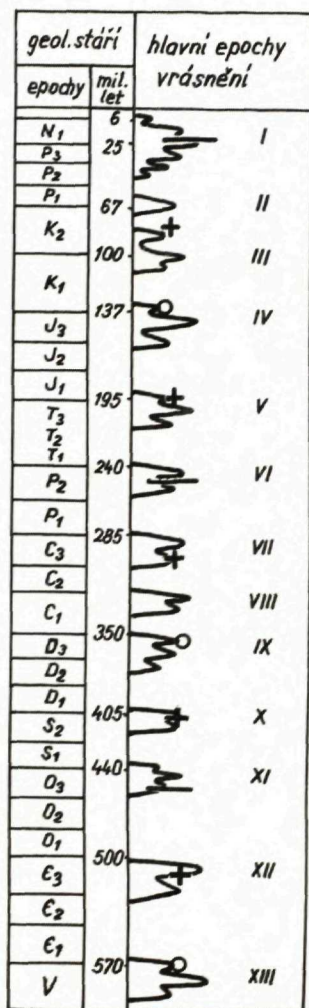 geol. stáří
hlavní epochy
vrásnění
epochy
mil.
let
6
N1
I
25
P3
P2
P1
67
II
K2
100
III
K1
137
IV
J3
J2
J1
195
V
T3
T2
T1
240
P2
VI
P1
285
C3
VII
C2
C1
VIII
350
D3
IX
D2
D1
405
X
S2
S1
440
XI
O3
O2
O1
500
Є3
XII
Є2
Є1
570
V
XIII